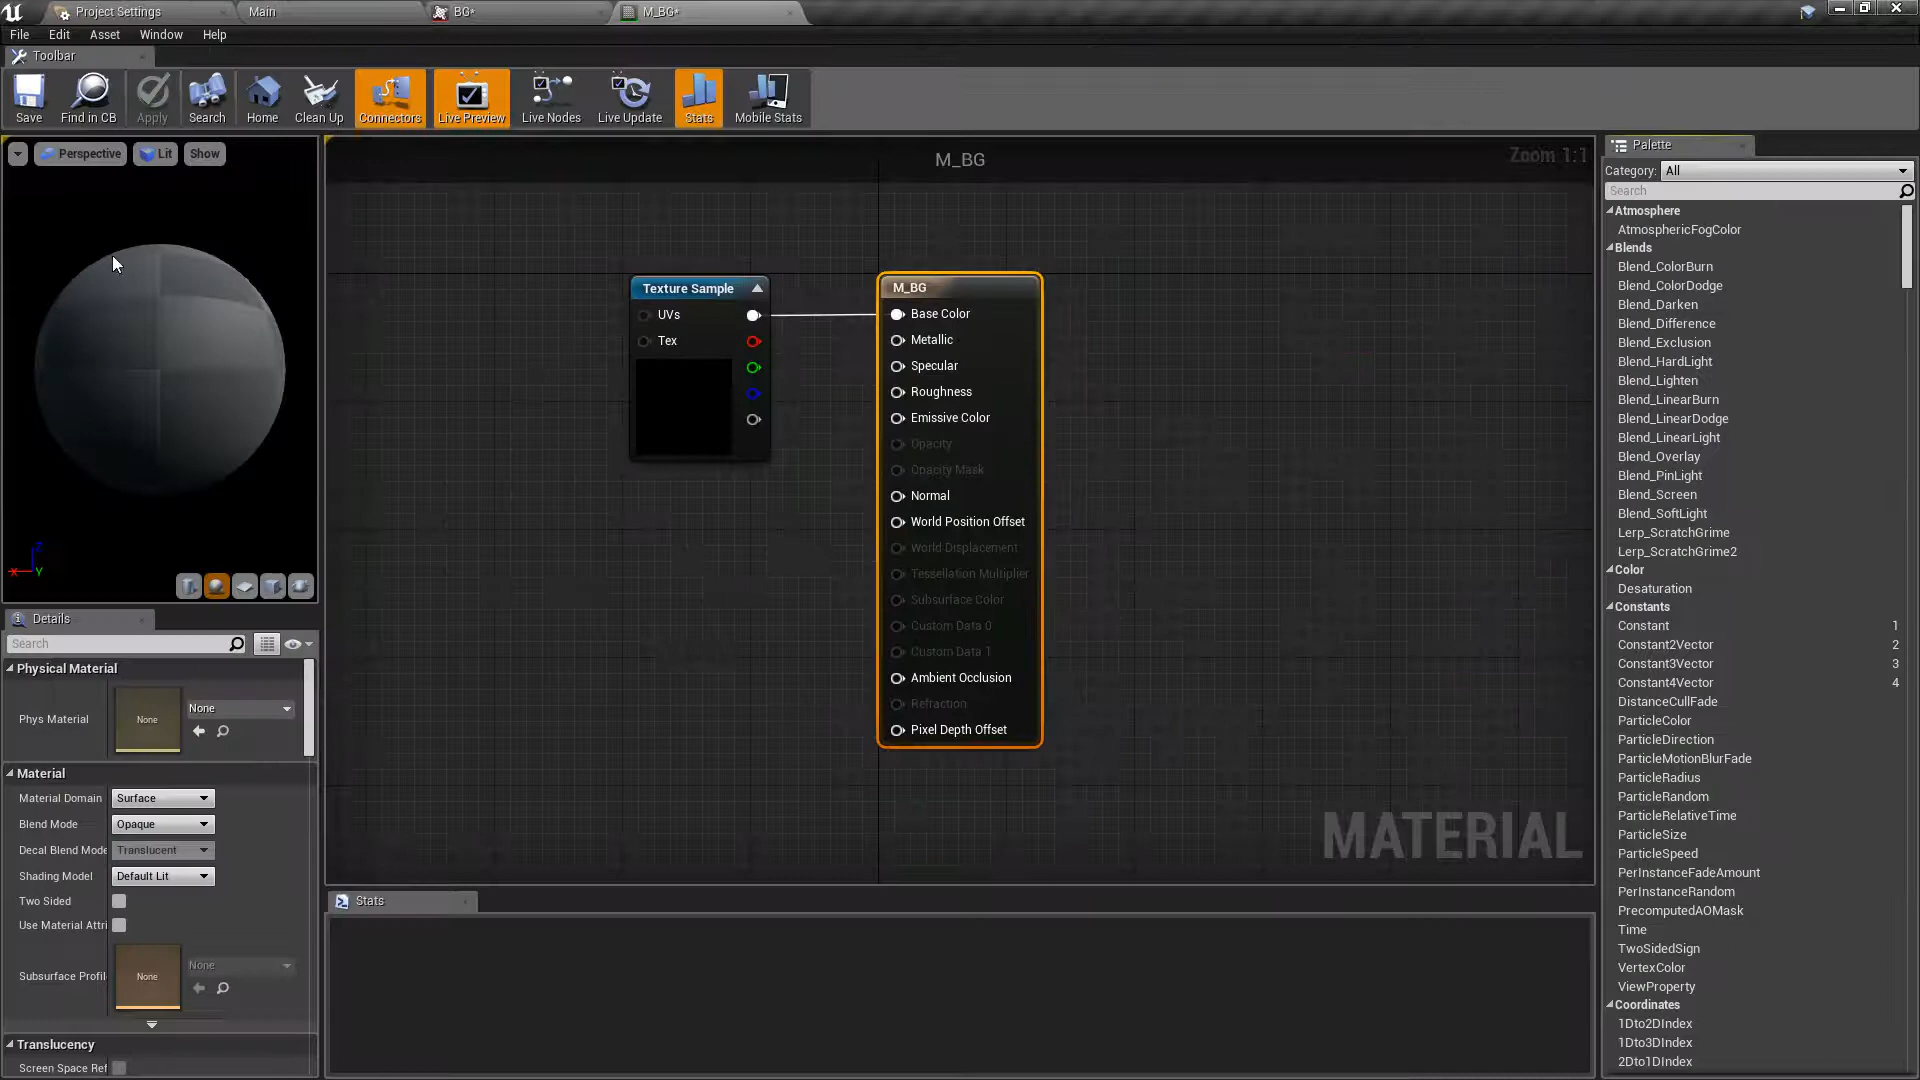 Project Settings
Main
BG*
M_BG*
File Edit Asset Window Help
Toolbar
Save
Find in CB
Apply
Search
Home
Clean Up
Connectors
Live Preview
Live Nodes
Live Update
Stats
Mobile Stats
Perspective
Lit
Show
Z
X
Y
M_BG
Zoom 1:1
Texture Sample
UVs
Tex
M_BG
Base Color
Metallic
Specular
Roughness
Emissive Color
Opacity
Opacity Mask
Normal
World Position Offset
World Displacement
Tessellation Multiplier
Subsurface Color
Custom Data 0
Custom Data 1
Ambient Occlusion
Refraction
Pixel Depth Offset
MATERIAL
Stats
Details
Search
Physical Material
Phys Material
None
None
Material
Material Domain Surface
Blend Mode Opaque
Decal Blend Mode Translucent
Shading Model Default Lit
Two Sided
Use Material Attri
Subsurface Profil
None
None
Translucency
Screen Space Ref
Palette
Category: All
Search
Atmosphere
AtmosphericFogColor
Blends
Blend_ColorBurn
Blend_ColorDodge
Blend_Darken
Blend_Difference
Blend_Exclusion
Blend_HardLight
Blend_Lighten
Blend_LinearBurn
Blend_LinearDodge
Blend_LinearLight
Blend_Overlay
Blend_PinLight
Blend_Screen
Blend_SoftLight
Lerp_ScratchGrime
Lerp_ScratchGrime2
Color
Desaturation
Constants
Constant 1
Constant2Vector 2
Constant3Vector 3
Constant4Vector 4
DistanceCullFade
ParticleColor
ParticleDirection
ParticleMotionBlurFade
ParticleRadius
ParticleRandom
ParticleRelativeTime
ParticleSize
ParticleSpeed
PerInstanceFadeAmount
PerInstanceRandom
PrecomputedAOMask
Time
TwoSidedSign
VertexColor
ViewProperty
Coordinates
1Dto2DIndex
1Dto3DIndex
2Dto1DIndex